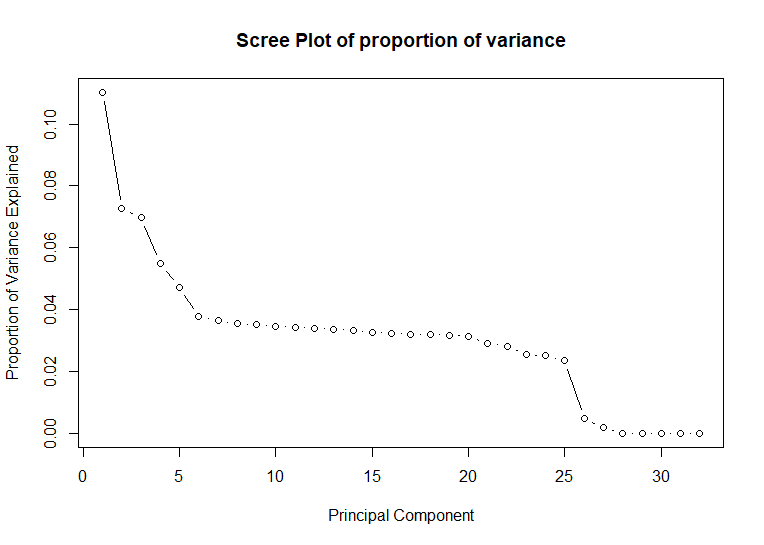 Scree Plot of proportion of variance
Proportion of Variance Explained
0.10
0.08
0.06
0.04
0.02
0.00
0 5 10 15 20 25 30
Principal Component